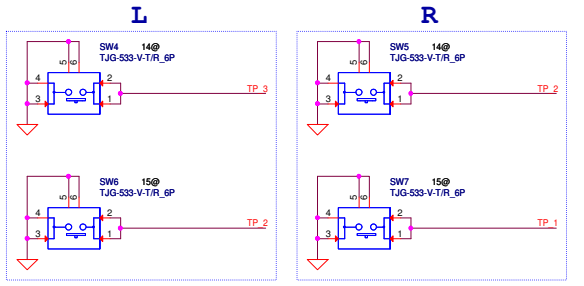 L R
SW4 14@
TJG-533-V-T/R_6P
5 6
4 2
3 1
TP_3
SW5 14@
TJG-533-V-T/R_6P
5 6
4 2
3 1
TP_2
SW6 15@
TJG-533-V-T/R_6P
5 6
4 2
3 1
TP_2
SW7 15@
TJG-533-V-T/R_6P
5 6
4 2
3 1
TP_1